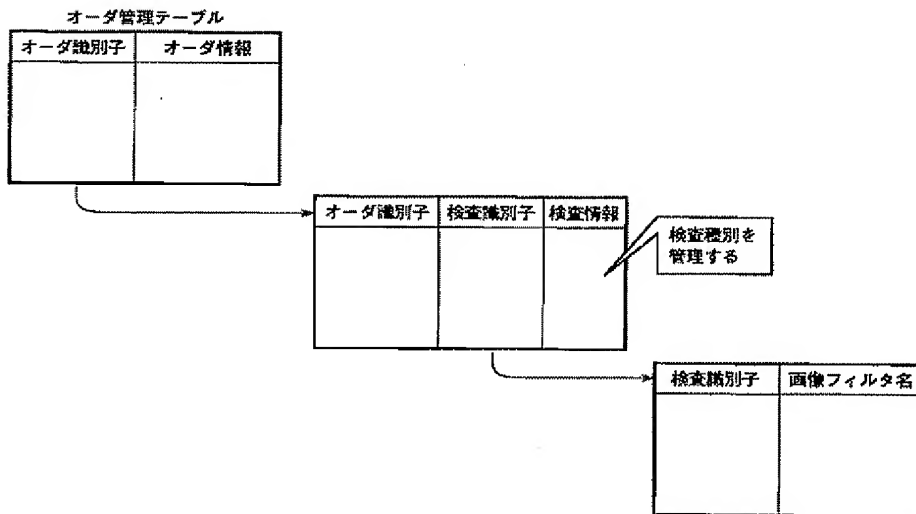 オーダ管理テーブル
オーダ識別子 オーダ情報
オーダ識別子 検査識別子 検査情報
検査種別を
管理する
検査識別子 画像フィルタ名